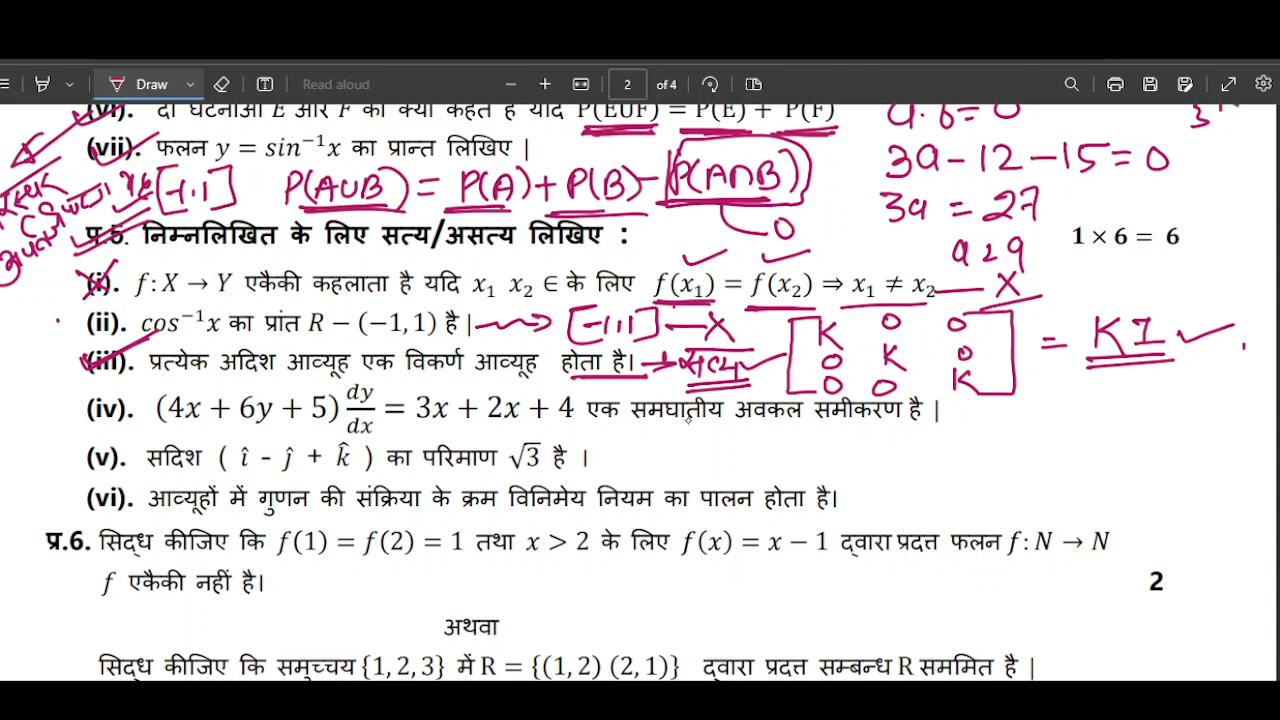 Draw
Read aloud
2 of 4
(vi). दो घटनाओं E और F को क्या कहते हैं यदि P(EUF) = P(E) + P(F)
a·b = 0
(vii). फलन y = sin⁻¹x का प्रान्त लिखिए |
3a - 12 - 15 = 0
[-1,1] P(A∪B) = P(A) + P(B) - P(A∩B)
0
3a = 27
प्र.5. निम्नलिखित के लिए सत्य/असत्य लिखिए :
1 × 6 = 6
(i). f: X → Y एकैकी कहलाता है यदि x₁ x₂ ∈ के लिए f(x₁) = f(x₂) ⇒ x₁ ≠ x₂ X
(ii). cos⁻¹x का प्रांत R − (−1, 1) है | [-1,1] X
(iii). प्रत्येक अदिश आव्यूह एक विकर्ण आव्यूह होता है। → सत्य
K 0 0
0 K 0 = KI
0 0 K
(iv). (4x + 6y + 5) dy/dx = 3x + 2x + 4 एक समघातीय अवकल समीकरण है |
(v). सदिश ( î - ĵ + k̂ ) का परिमाण √3 है ।
(vi). आव्यूहों में गुणन की संक्रिया के क्रम विनिमेय नियम का पालन होता है।
प्र.6. सिद्ध कीजिए कि f(1) = f(2) = 1 तथा x > 2 के लिए f(x) = x − 1 द्वारा प्रदत्त फलन f: N → N
f एकैकी नहीं है।
2
अथवा
सिद्ध कीजिए कि समुच्चय {1, 2, 3} में R = {(1, 2) (2, 1)} द्वारा प्रदत्त सम्बन्ध R सममित है |